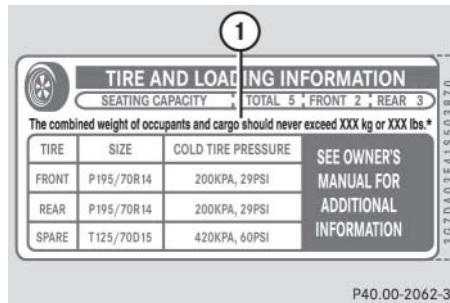 1
TIRE AND LOADING INFORMATION
SEATING CAPACITY TOTAL 5 FRONT 2 REAR 3
The combined weight of occupants and cargo should never exceed XXX kg or XXX lbs.*
TIRE SIZE COLD TIRE PRESSURE
FRONT P195/70R14 200KPA, 29PSI
REAR P195/70R14 200KPA, 29PSI
SPARE T125/70D15 420KPA, 60PSI
SEE OWNER'S
MANUAL FOR
ADDITIONAL
INFORMATION
P40.00-2062-3